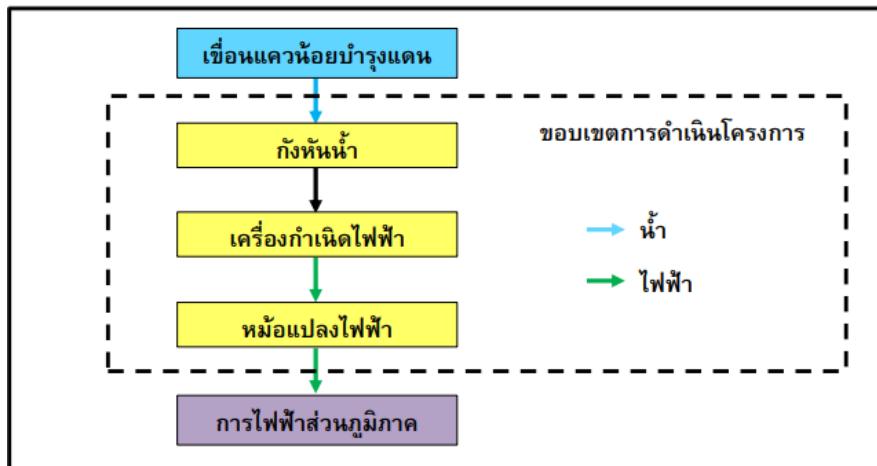 เขื่อนแควน้อยบำรุงแดน
กังหันน้ำ
ขอบเขตการดำเนินโครงการ
เครื่องกำเนิดไฟฟ้า
น้ำ
ไฟฟ้า
หม้อแปลงไฟฟ้า
การไฟฟ้าส่วนภูมิภาค